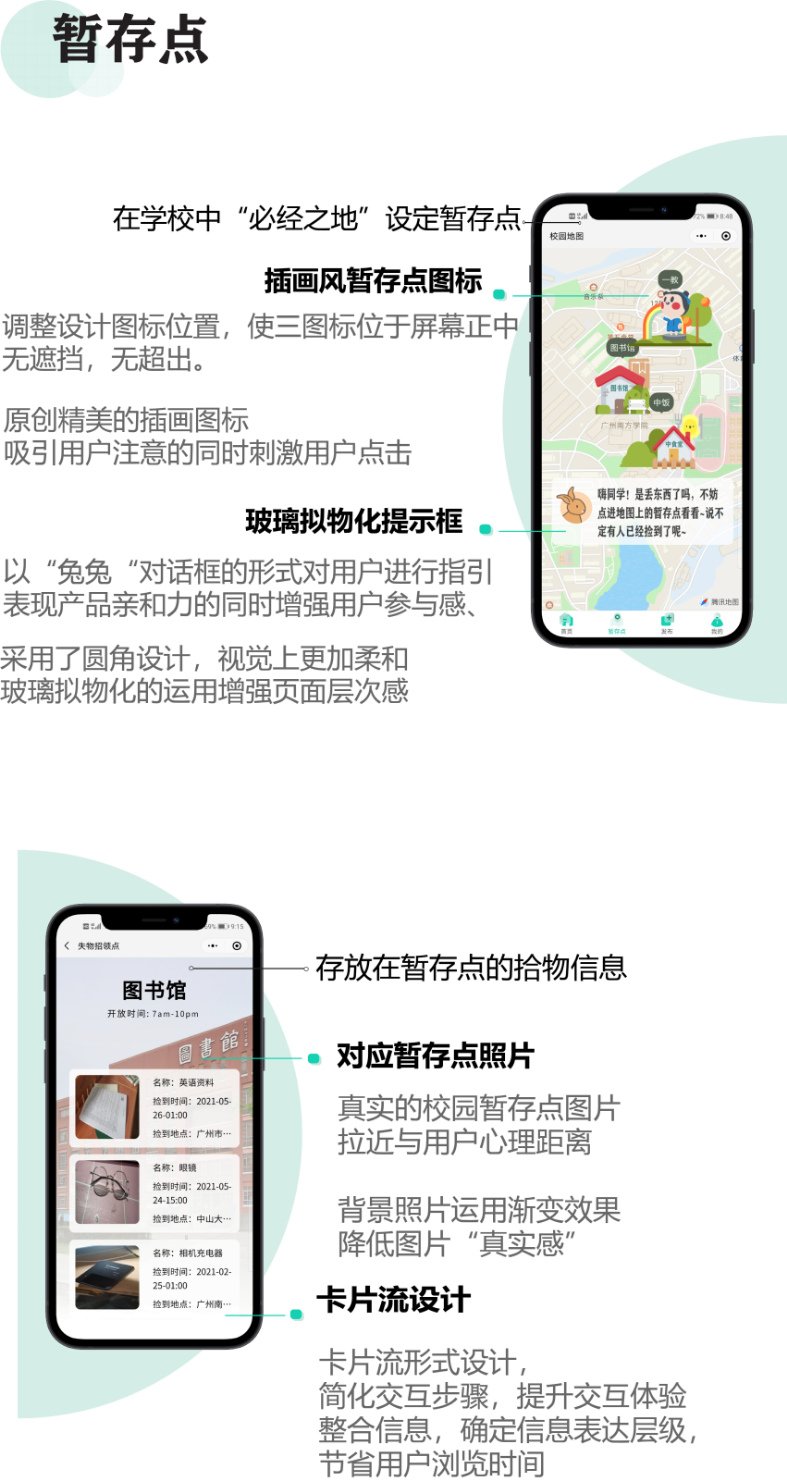 暂存点
在学校中“必经之地”设定暂存点
插画风暂存点图标
调整设计图标位置，使三图标位于屏幕正中
无遮挡，无超出。
原创精美的插画图标
吸引用户注意的同时刺激用户点击
玻璃拟物化提示框
以“兔兔“对话框的形式对用户进行指引
表现产品亲和力的同时增强用户参与感、
采用了圆角设计，视觉上更加柔和
玻璃拟物化的运用增强页面层次感
72% 8:48
校园地图
一教
音乐系
图书馆
图书馆
中饭
广州南方学院
中食堂
嗨同学！是丢东西了吗，不妨
点进地图上的暂存点看看~说不
定有人已经捡到了呢~
腾讯地图
首页
暂存点
发布
我的
69% 9:15
失物招领点
图书馆
开放时间: 7am-10pm
圖書館
名称：英语资料
捡到时间：2021-05-
26-01:00
捡到地点：广州市…
名称：眼镜
捡到时间：2021-05-
24-15:00
捡到地点：中山大…
名称：相机充电器
捡到时间：2021-02-
25-01:00
捡到地点：广州南…
存放在暂存点的拾物信息
对应暂存点照片
真实的校园暂存点图片
拉近与用户心理距离
背景照片运用渐变效果
降低图片“真实感”
卡片流设计
卡片流形式设计，
简化交互步骤，提升交互体验
整合信息，确定信息表达层级，
节省用户浏览时间